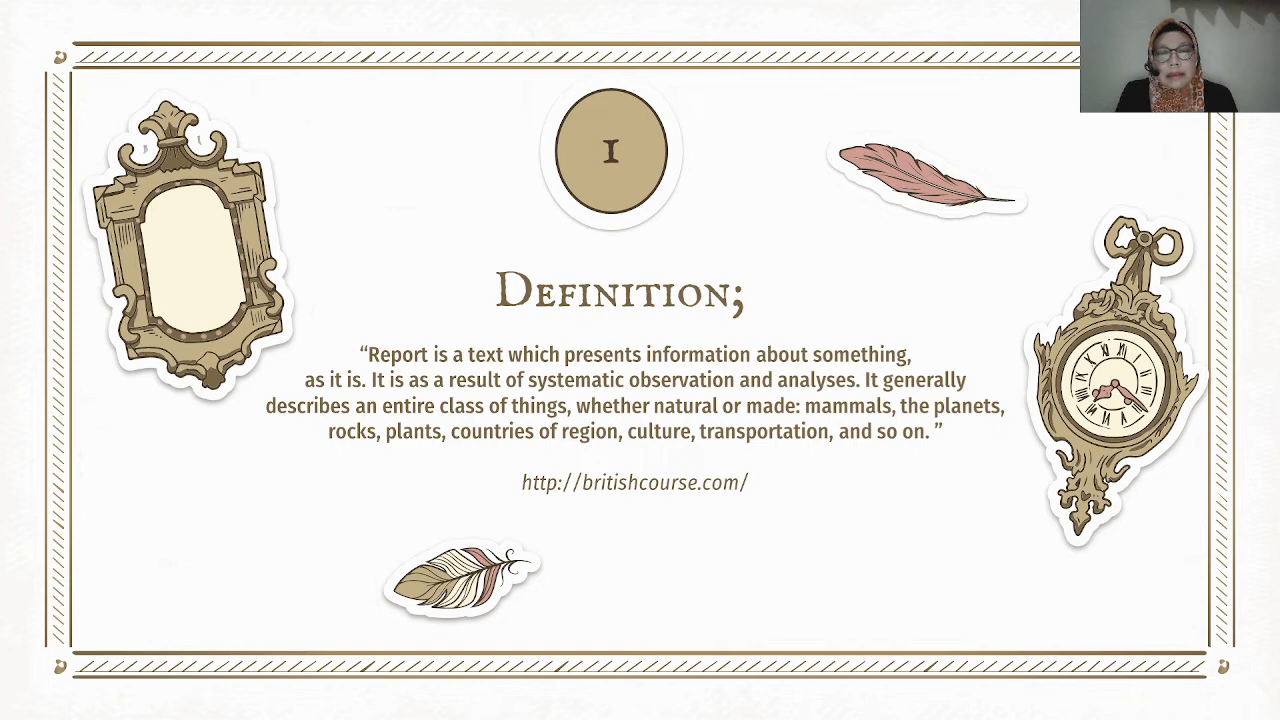 I
Definition;
“Report is a text which presents information about something,
as it is. It is as a result of systematic observation and analyses. It generally
describes an entire class of things, whether natural or made: mammals, the planets,
rocks, plants, countries of region, culture, transportation, and so on. ”
http://britishcourse.com/